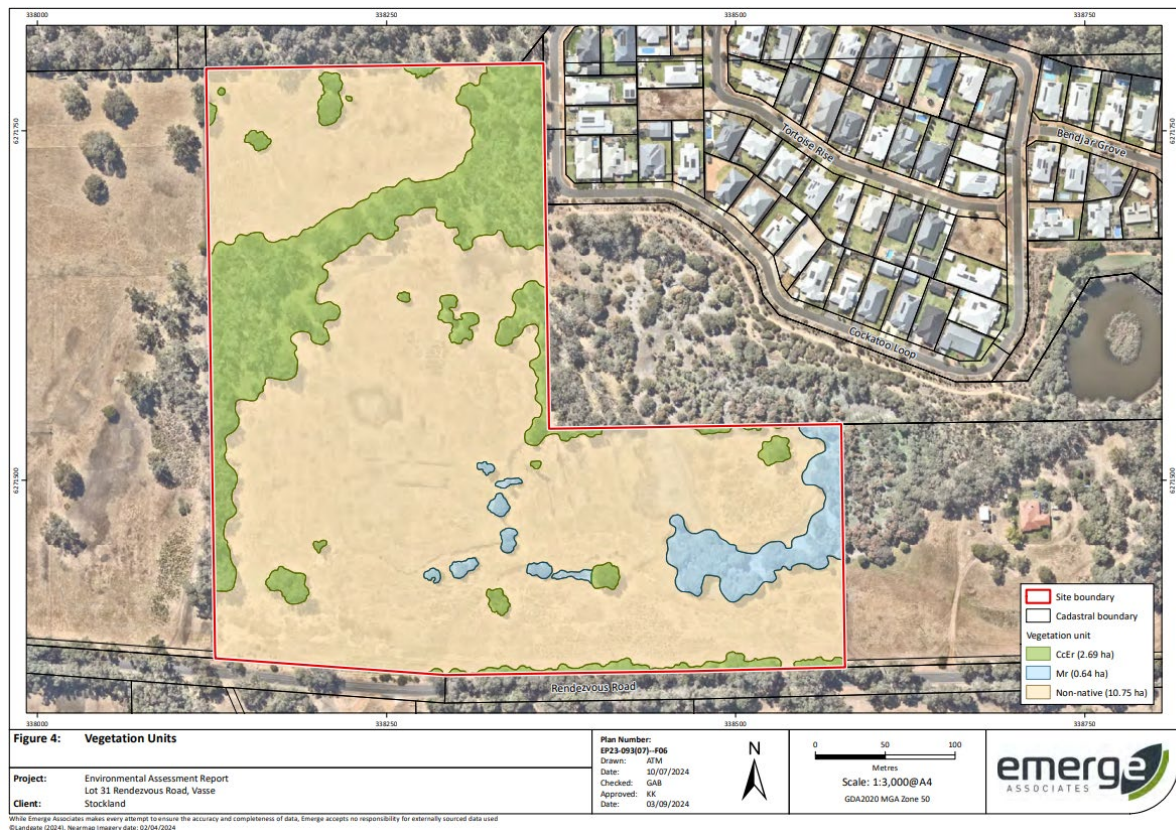 338000
338250
338500
338750
6271750
6271750
Tortoise Rise
Bendjar Grove
Cockatoo Loop
6271500
6271500
Site boundary
Cadastral boundary
Vegetation unit
CcEr (2.69 ha)
Mr (0.64 ha)
Non-native (10.75 ha)
Rendezvous Road
338000
338250
338500
338750
Figure 4: Vegetation Units
Project: Environmental Assessment Report
Lot 31 Rendezvous Road, Vasse
Client: Stockland
Plan Number:
EP23-093(07)--F06
Drawn: ATM
Date: 10/07/2024
Checked: GAB
Approved: KK
Date: 03/09/2024
N
0 50 100
Metres
Scale: 1:3,000@A4
GDA2020 MGA Zone 50
emerge
ASSOCIATES
While Emerge Associates makes every attempt to ensure the accuracy and completeness of data, Emerge accepts no responsibility for externally sourced data used
©Landgate (2024). Nearmap Imagery date: 02/04/2024